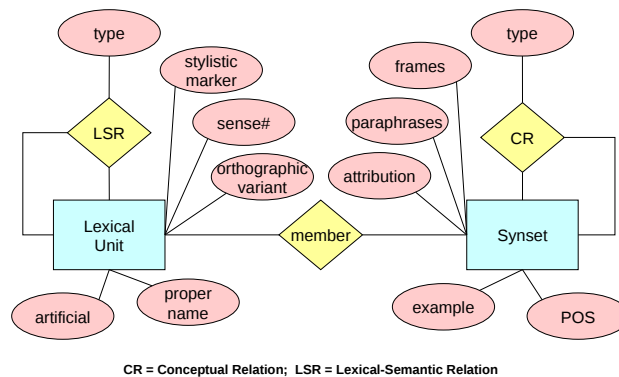 type
stylistic
marker
LSR
sense#
orthographic
variant
Lexical
Unit
artificial
proper
name
member
frames
paraphrases
attribution
type
CR
Synset
example
POS
CR = Conceptual Relation;  LSR = Lexical-Semantic Relation